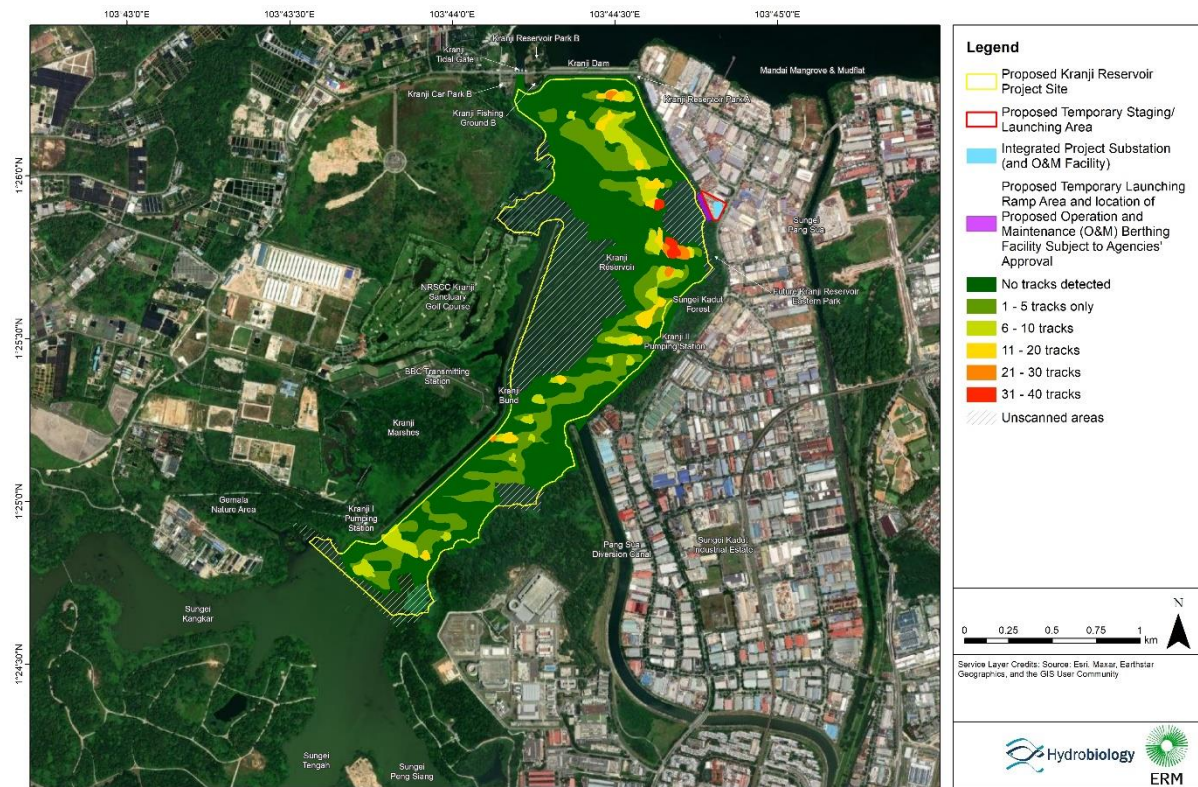 103°43'0"E
103°43'30"E
103°44'0"E
103°44'30"E
103°45'0"E
1°26'0"N
1°25'30"N
1°25'0"N
1°24'30"N
Kranji Reservoir Park B
Kranji
Tidal Gate
Kranji Dam
Mandai Mangrove & Mudflat
Kranji Car Park B
Kranji Reservoir Park A
Kranji Fishing
Ground B
Sungei
Pang Sua
Kranji
Reservoir
NRSCC Kranji
Sanctuary
Golf Course
Future Kranji Reservoir
Eastern Park
Sungei Kadut
Forest
Kranji II
Pumping Station
BBC Transmitting
Station
Kranji
Bund
Kranji
Marshes
Gemala
Nature Area
Kranji I
Pumping
Station
Pang Sua
Diversion Canal
Sungei Kadut
Industrial Estate
Sungei
Kangkar
Sungei
Tengah
Sungei
Peng Siang
Legend
Proposed Kranji Reservoir
Project Site
Proposed Temporary Staging/
Launching Area
Integrated Project Substation
(and O&M Facility)
Proposed Temporary Launching
Ramp Area and location of
Proposed Operation and
Maintenance (O&M) Berthing
Facility Subject to Agencies'
Approval
No tracks detected
1 - 5 tracks only
6 - 10 tracks
11 - 20 tracks
21 - 30 tracks
31 - 40 tracks
Unscanned areas
N
0 0.25 0.5 0.75 1
km
Service Layer Credits: Source: Esri, Maxar, Earthstar
Geographics, and the GIS User Community
Hydrobiology
ERM